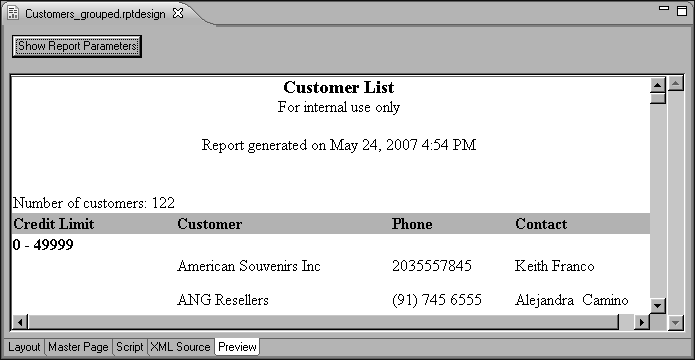 Customers_grouped.rptdesign
Show Report Parameters
Customer List
For internal use only
Report generated on May 24, 2007 4:54 PM
Number of customers: 122
Credit Limit Customer Phone Contact
0 - 49999
American Souvenirs Inc 2035557845 Keith Franco
ANG Resellers (91) 745 6555 Alejandra Camino
Layout Master Page Script XML Source Preview